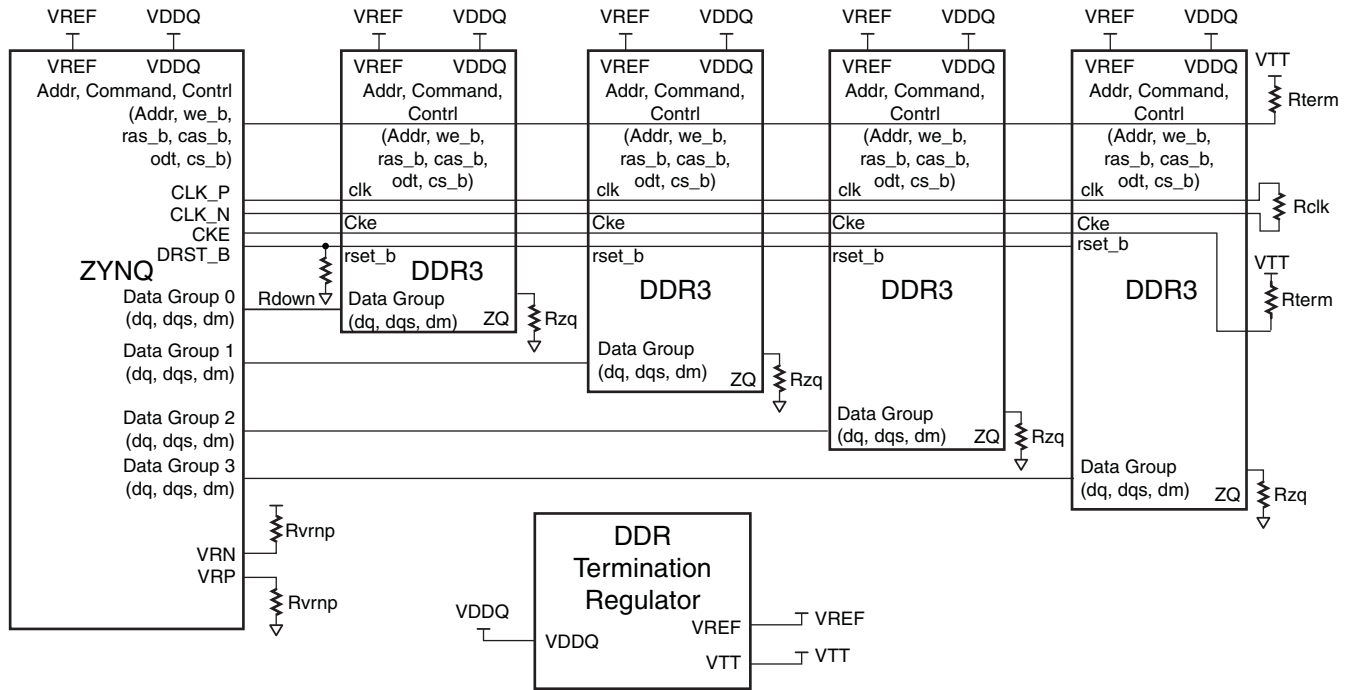 VREF VDDQ
VREF VDDQ
VREF VDDQ
VREF VDDQ
VREF VDDQ
VREF VDDQ
Addr, Command, Contrl
(Addr, we_b,
ras_b, cas_b,
odt, cs_b)
CLK_P
CLK_N
CKE
DRST_B
ZYNQ
Data Group 0
(dq, dqs, dm)
Data Group 1
(dq, dqs, dm)
Data Group 2
(dq, dqs, dm)
Data Group 3
(dq, dqs, dm)
VRN
VRP
Rvrnp
Rvrnp
Rdown
VREF VDDQ
Addr, Command,
Contrl
(Addr, we_b,
ras_b, cas_b,
odt, cs_b)
clk
Cke
rset_b
DDR3
Data Group
(dq, dqs, dm)
ZQ
Rzq
VREF VDDQ
Addr, Command,
Contrl
(Addr, we_b,
ras_b, cas_b,
odt, cs_b)
clk
Cke
rset_b
DDR3
Data Group
(dq, dqs, dm)
ZQ
Rzq
VREF VDDQ
Addr, Command,
Contrl
(Addr, we_b,
ras_b, cas_b,
odt, cs_b)
clk
Cke
rset_b
DDR3
Data Group
(dq, dqs, dm)
ZQ
Rzq
VREF VDDQ
Addr, Command,
Contrl
(Addr, we_b,
ras_b, cas_b,
odt, cs_b)
clk
Cke
rset_b
DDR3
Data Group
(dq, dqs, dm)
ZQ
Rzq
VTT
Rterm
Rclk
VTT
Rterm
DDR
Termination
Regulator
VDDQ
VDDQ
VREF
VREF
VTT
VTT